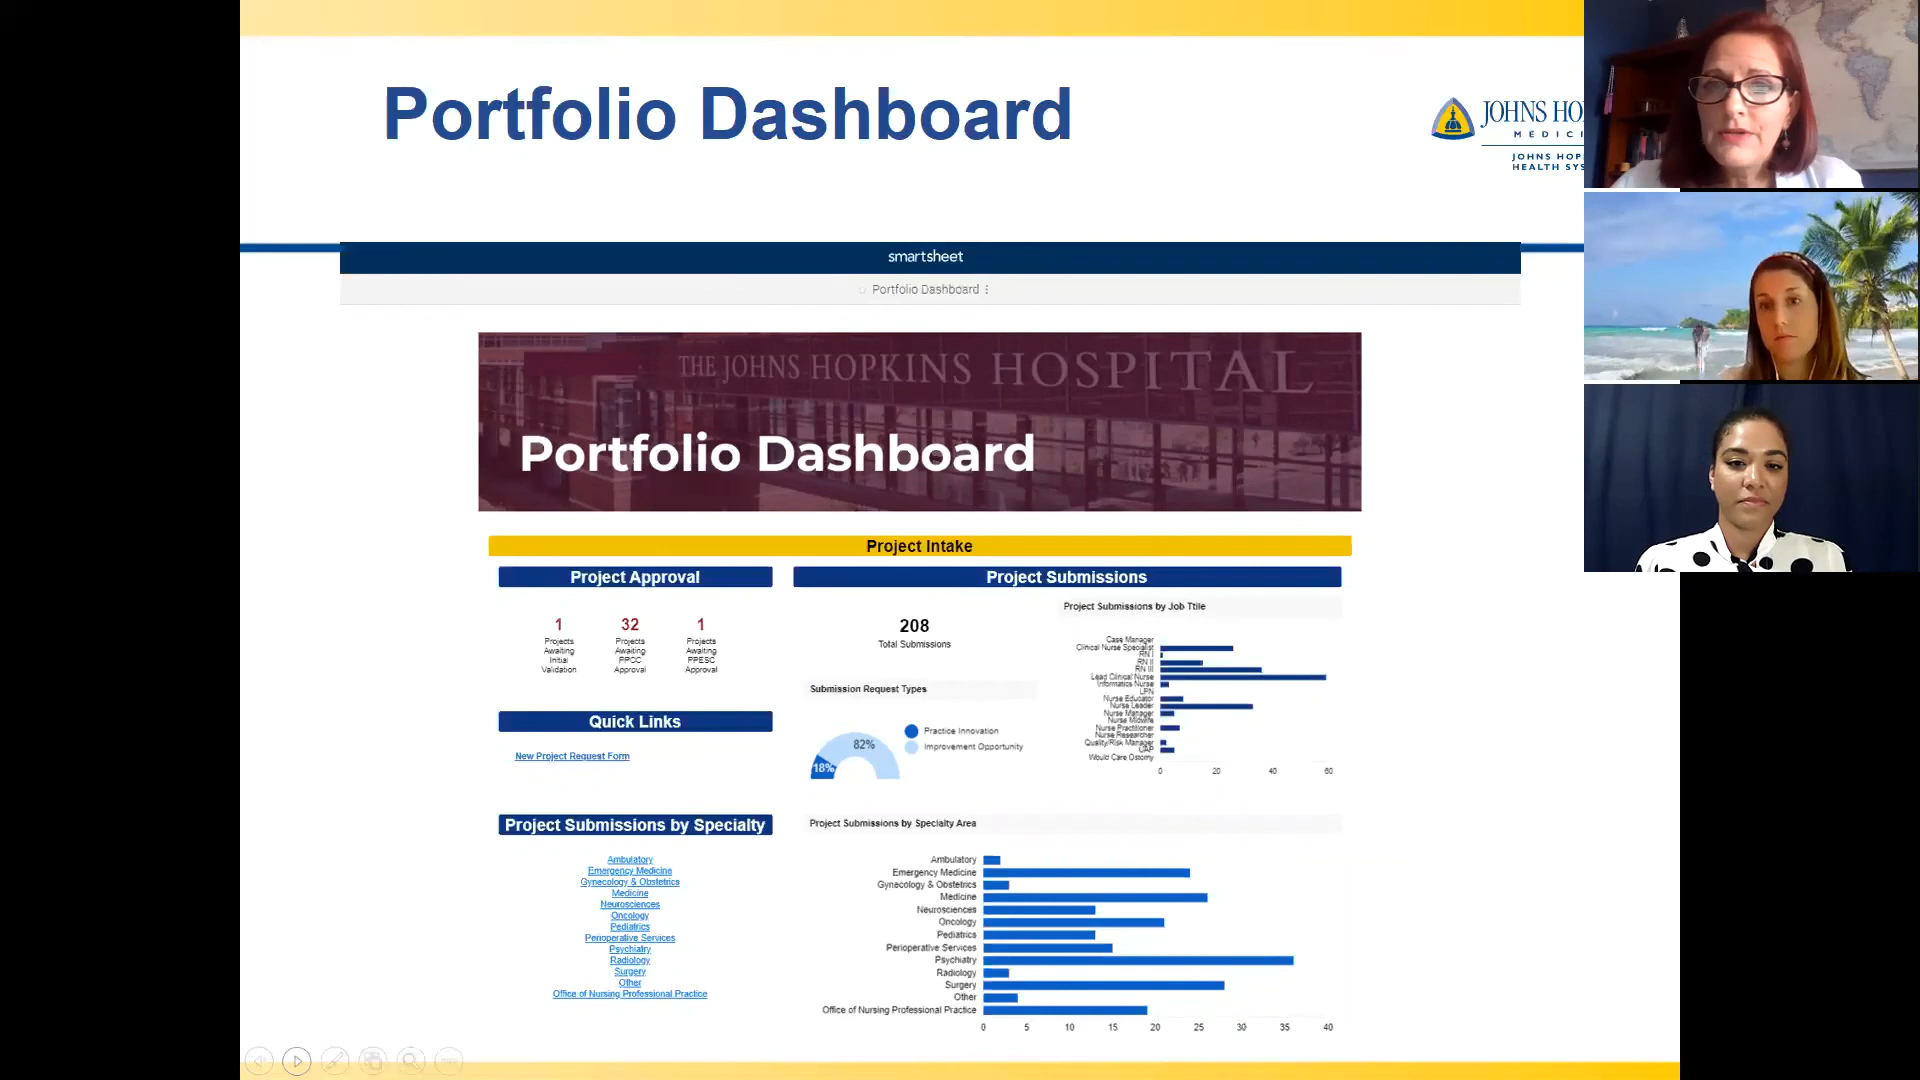 Portfolio Dashboard
JOHNS HO
MEDICI
JOHNS HOP
HEALTH SYS
smartsheet
Portfolio Dashboard
THE JOHNS HOPKINS HOSPITAL
Portfolio Dashboard
Project Intake
Project Approval
1 32 1
Projects Projects Projects
Awaiting Awaiting Awaiting
Initial PPCC PPESC
Validation Approval Approval
Quick Links
New Project Request Form
Project Submissions
208
Total Submissions
Submission Request Types
82%
18%
Practice Innovation
Improvement Opportunity
Project Submissions by Job Ttile
Case Manager
Clinical Nurse Specialist
RN I
RN II
RN III
Lead Clinical Nurse
Informatics Nurse
LPN
Nurse Educator
Nurse Leader
Nurse Manager
Nurse Midwife
Nurse Practitioner
Nurse Researcher
Quality/Risk Manager
UAP
Would Care Ostomy
0 20 40 60
Project Submissions by Specialty
Ambulatory
Emergency Medicine
Gynecology & Obstetrics
Medicine
Neurosciences
Oncology
Pediatrics
Perioperative Services
Psychiatry
Radiology
Surgery
Other
Office of Nursing Professional Practice
Project Submissions by Specialty Area
Ambulatory
Emergency Medicine
Gynecology & Obstetrics
Medicine
Neurosciences
Oncology
Pediatrics
Perioperative Services
Psychiatry
Radiology
Surgery
Other
Office of Nursing Professional Practice
0 5 10 15 20 25 30 35 40